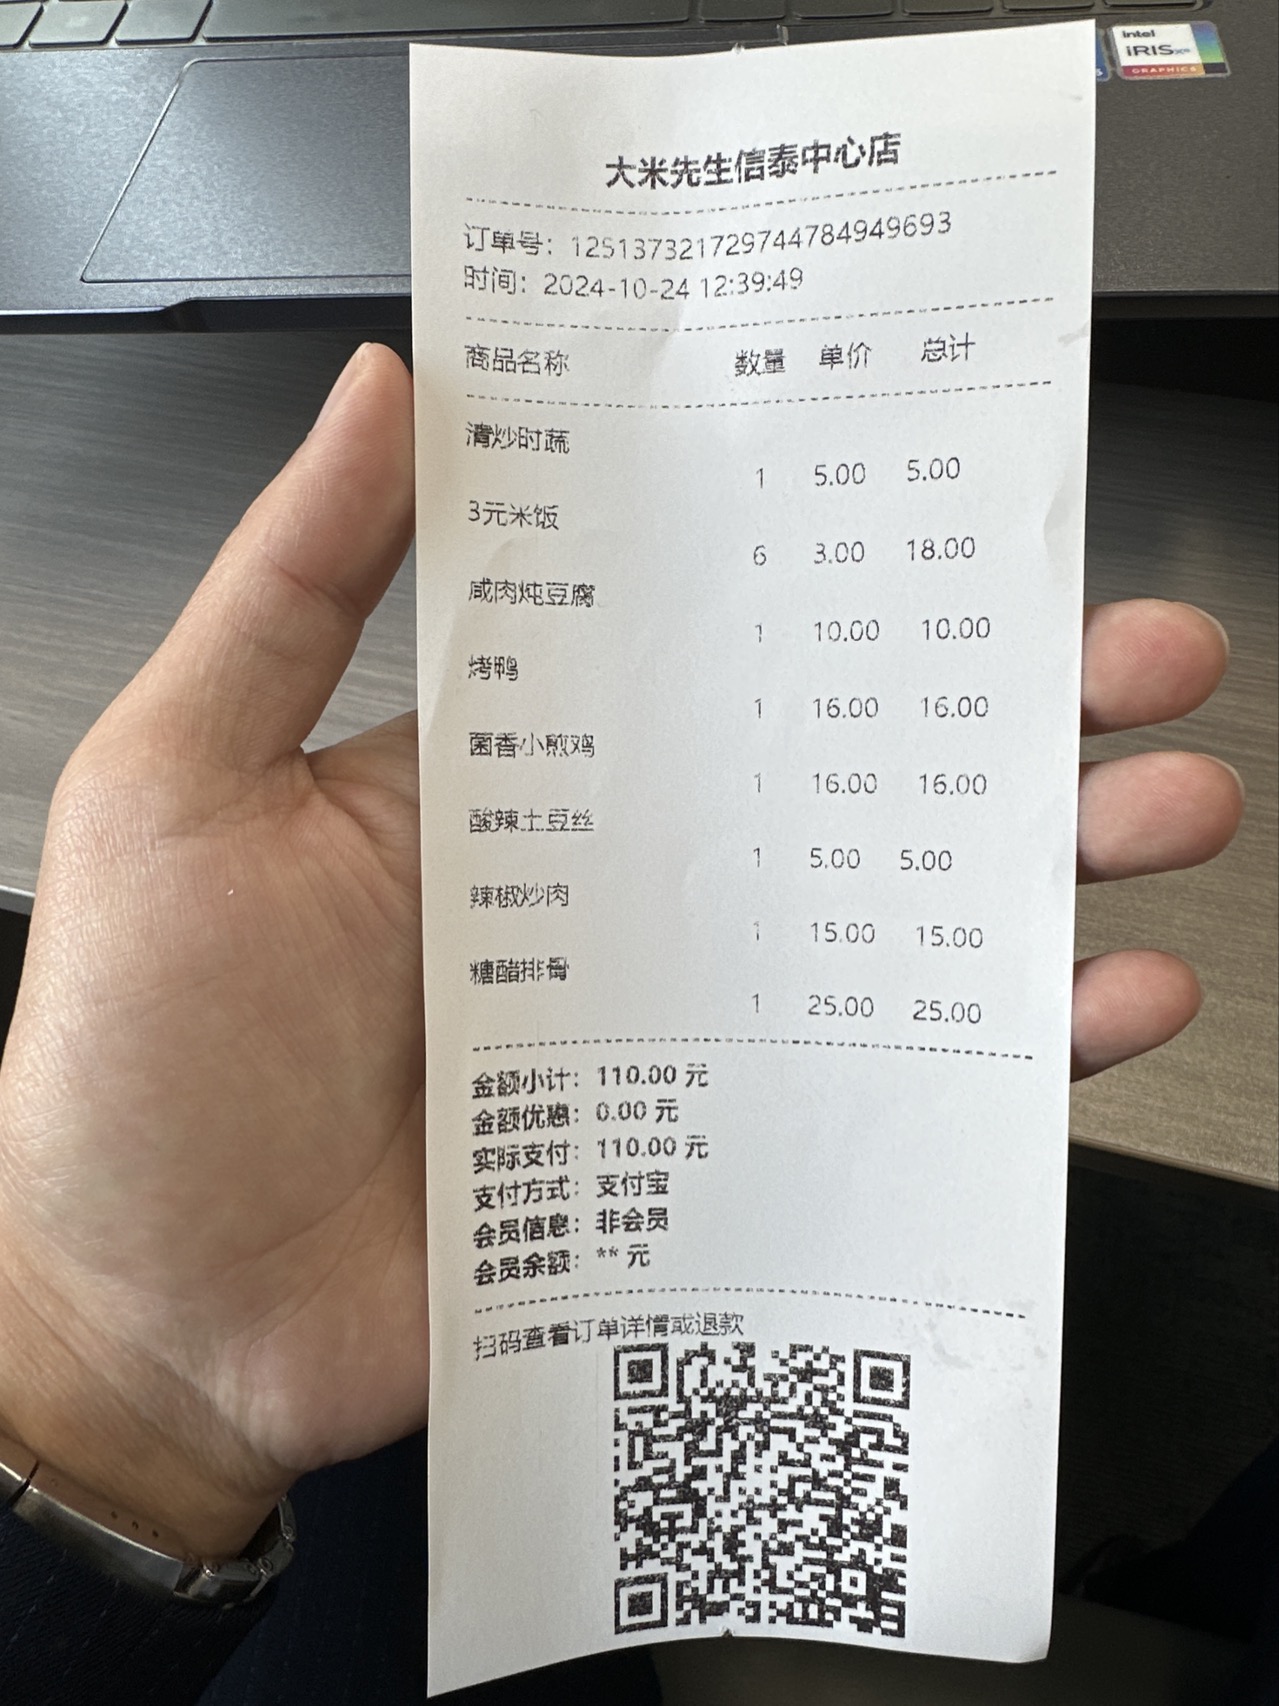 intel
iRISxe
GRAPHICS
大米先生信泰中心店
订单号：1251373217297447849​49693
时间：2024-10-24 12:39:49
商品名称 数量 单价 总计
清炒时蔬
1 5.00 5.00
3元米饭
6 3.00 18.00
咸肉炖豆腐
1 10.00 10.00
烤鸭
1 16.00 16.00
菌香小煎鸡
1 16.00 16.00
酸辣土豆丝
1 5.00 5.00
辣椒炒肉
1 15.00 15.00
糖醋排骨
1 25.00 25.00
金额小计：110.00 元
金额优惠：0.00 元
实际支付：110.00 元
支付方式：支付宝
会员信息：非会员
会员余额：** 元
扫码查看订单详情或退款